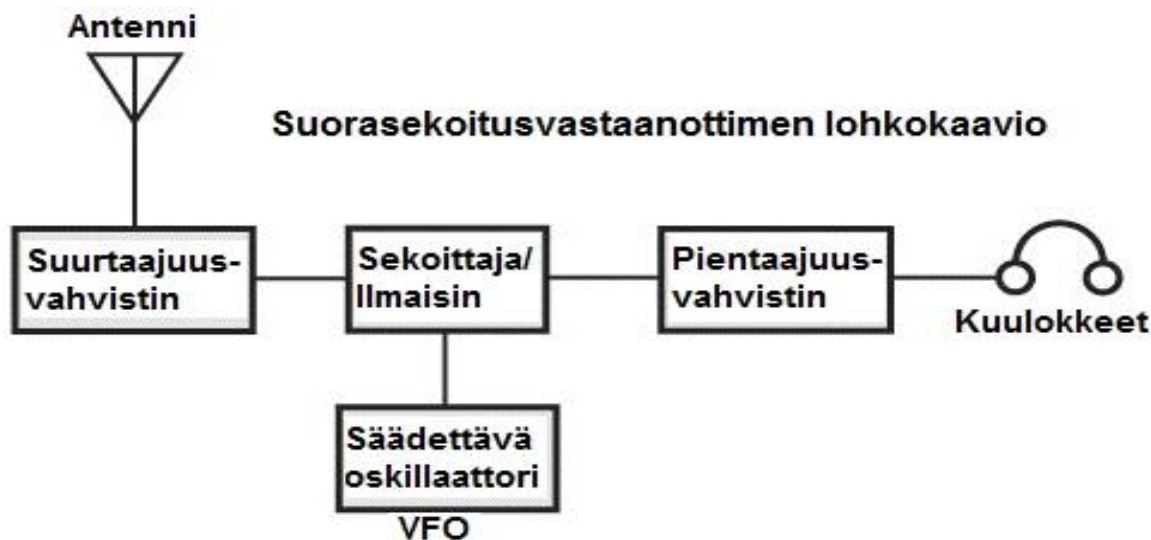 Antenni
Suorasekoitusvastaanottimen lohkokaavio
Suurtaajuus-
vahvistin
Sekoittaja/
Ilmaisin
Pientaajuus-
vahvistin
Kuulokkeet
Säädettävä
oskillaattori
VFO